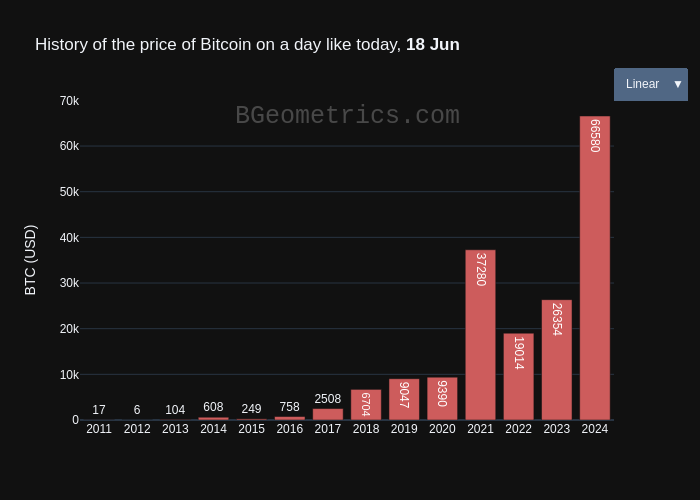 History of the price of Bitcoin on a day like today, 18 Jun
Linear ▼
BGeometrics.com
BTC (USD)
70k
60k
50k
40k
30k
20k
10k
0
17
6
104
608
249
758
2508
6704
9047
9390
37280
19014
26354
66580
2011 2012 2013 2014 2015 2016 2017 2018 2019 2020 2021 2022 2023 2024